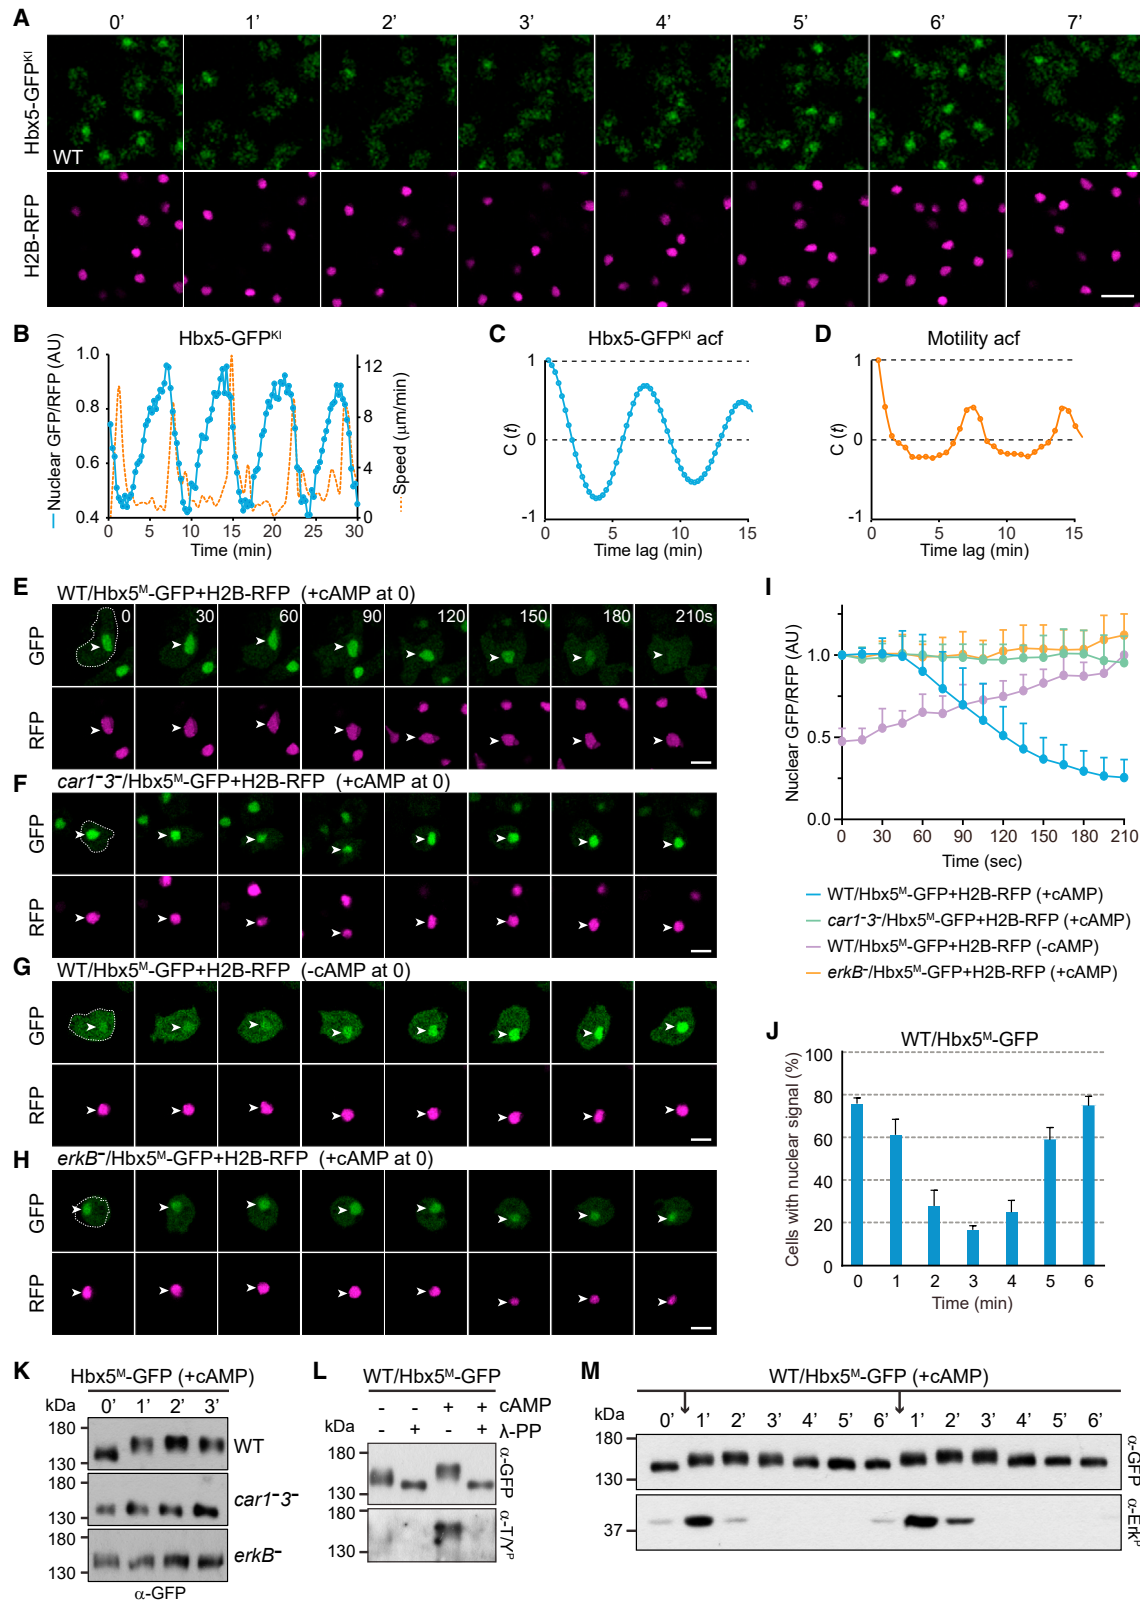 A
0' 1' 2' 3' 4' 5' 6' 7'
Hbx5-GFPᴷᴵ
WT
H2B-RFP
B
Hbx5-GFPᴷᴵ
Nuclear GFP/RFP (AU)
1.0
0.8
0.6
0.4
12
8
4
0
Speed (μm/min)
0 5 10 15 20 25 30
Time (min)
C
Hbx5-GFPᴷᴵ acf
C (t)
1
0
-1
0 5 10 15
Time lag (min)
D
Motility acf
C (t)
1
0
-1
0 5 10 15
Time lag (min)
E
WT/Hbx5ᴹ-GFP+H2B-RFP (+cAMP at 0)
0 30 60 90 120 150 180 210s
GFP
RFP
F
car1⁻3⁻/Hbx5ᴹ-GFP+H2B-RFP (+cAMP at 0)
GFP
RFP
G
WT/Hbx5ᴹ-GFP+H2B-RFP (-cAMP at 0)
GFP
RFP
H
erkB⁻/Hbx5ᴹ-GFP+H2B-RFP (+cAMP at 0)
GFP
RFP
I
Nuclear GFP/RFP (AU)
1.0
0.5
0.0
0 30 60 90 120 150 180 210
Time (sec)
WT/Hbx5ᴹ-GFP+H2B-RFP (+cAMP)
car1⁻3⁻/Hbx5ᴹ-GFP+H2B-RFP (+cAMP)
WT/Hbx5ᴹ-GFP+H2B-RFP (-cAMP)
erkB⁻/Hbx5ᴹ-GFP+H2B-RFP (+cAMP)
J
WT/Hbx5ᴹ-GFP
Cells with nuclear signal (%)
100
80
60
40
20
0
0 1 2 3 4 5 6
Time (min)
K
Hbx5ᴹ-GFP (+cAMP)
kDa
0' 1' 2' 3'
180
130
WT
180
130
car1⁻3⁻
180
130
erkB⁻
α-GFP
L
WT/Hbx5ᴹ-GFP
- - + + cAMP
kDa
- + - + λ-PP
180
130
α-GFP
180
130
α-T/Yᴾ
M
WT/Hbx5ᴹ-GFP (+cAMP)
kDa
0' 1' 2' 3' 4' 5' 6' 1' 2' 3' 4' 5' 6'
180
130
α-GFP
37
α-Erkᴾ